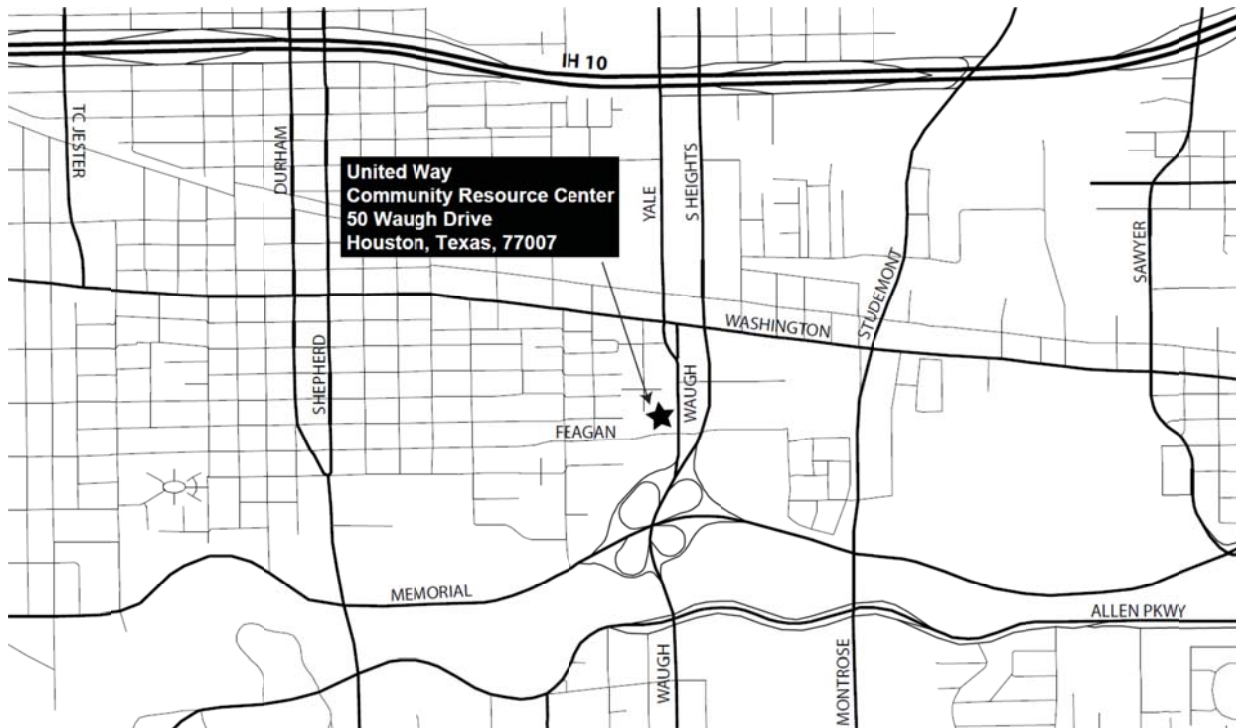 IH 10
TC JESTER
DURHAM
United Way
Community Resource Center
50 Waugh Drive
Houston, Texas, 77007
YALE
S HEIGHTS
SAWYER
STUDEMONT
WASHINGTON
SHEPHERD
WAUGH
FEAGAN
MEMORIAL
ALLEN PKWY
WAUGH
MONTROSE